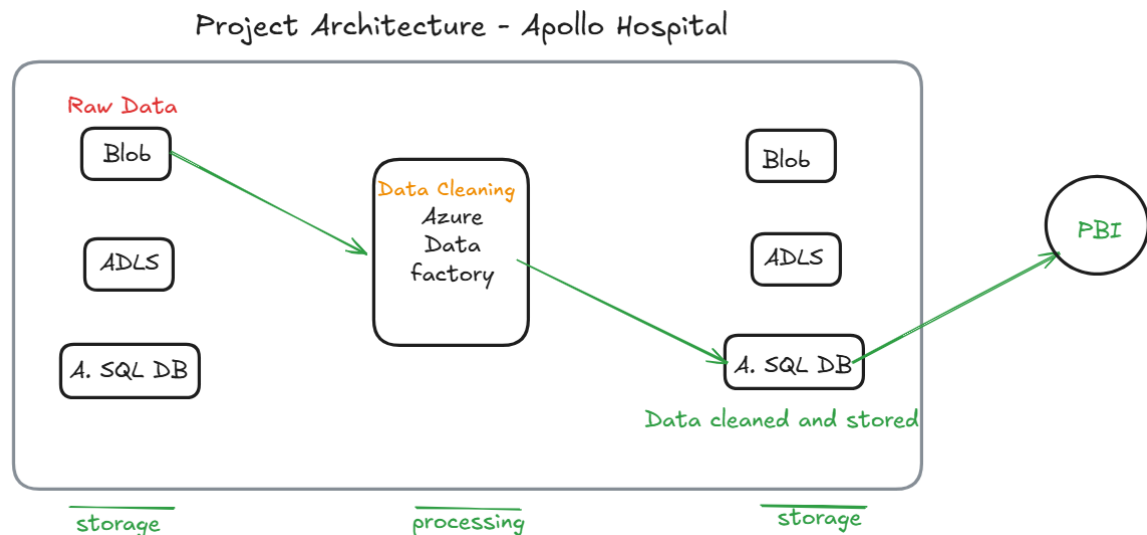 Project Architecture - Apollo Hospital
Raw Data
Blob
ADLS
A. SQL DB
Data Cleaning
Azure
Data
factory
Blob
ADLS
A. SQL DB
Data cleaned and stored
PBI
storage
processing
storage